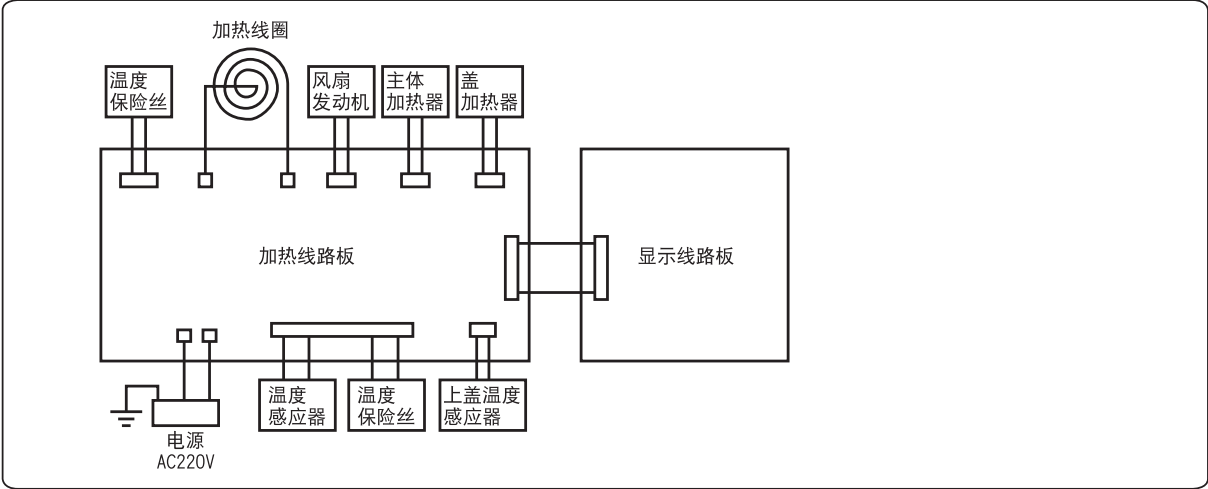 加热线圈
温度
保险丝
风扇
发动机
主体
加热器
盖
加热器
加热线路板
显示线路板
温度
感应器
温度
保险丝
上盖温度
感应器
电源
AC220V